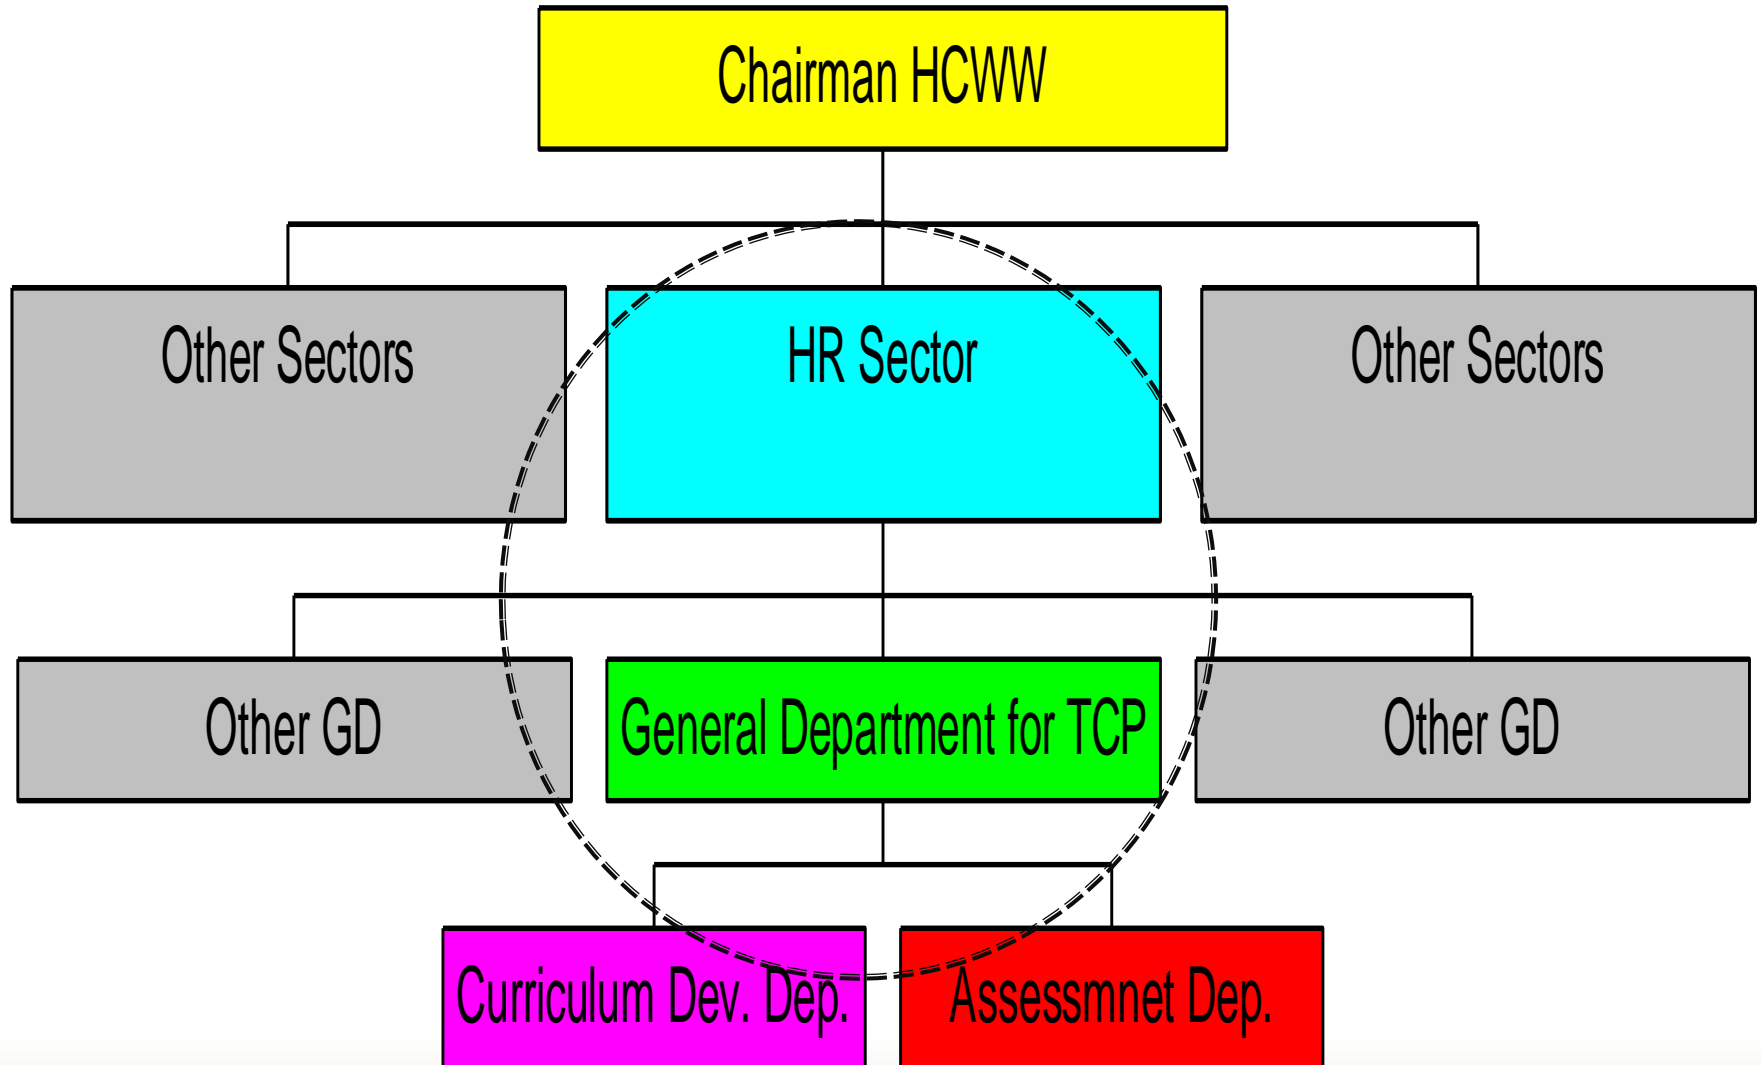 Chairman HCWW
Other Sectors
HR Sector
Other Sectors
Other GD
General Department for TCP
Other GD
Curriculum Dev. Dep.
Assessmnet Dep.